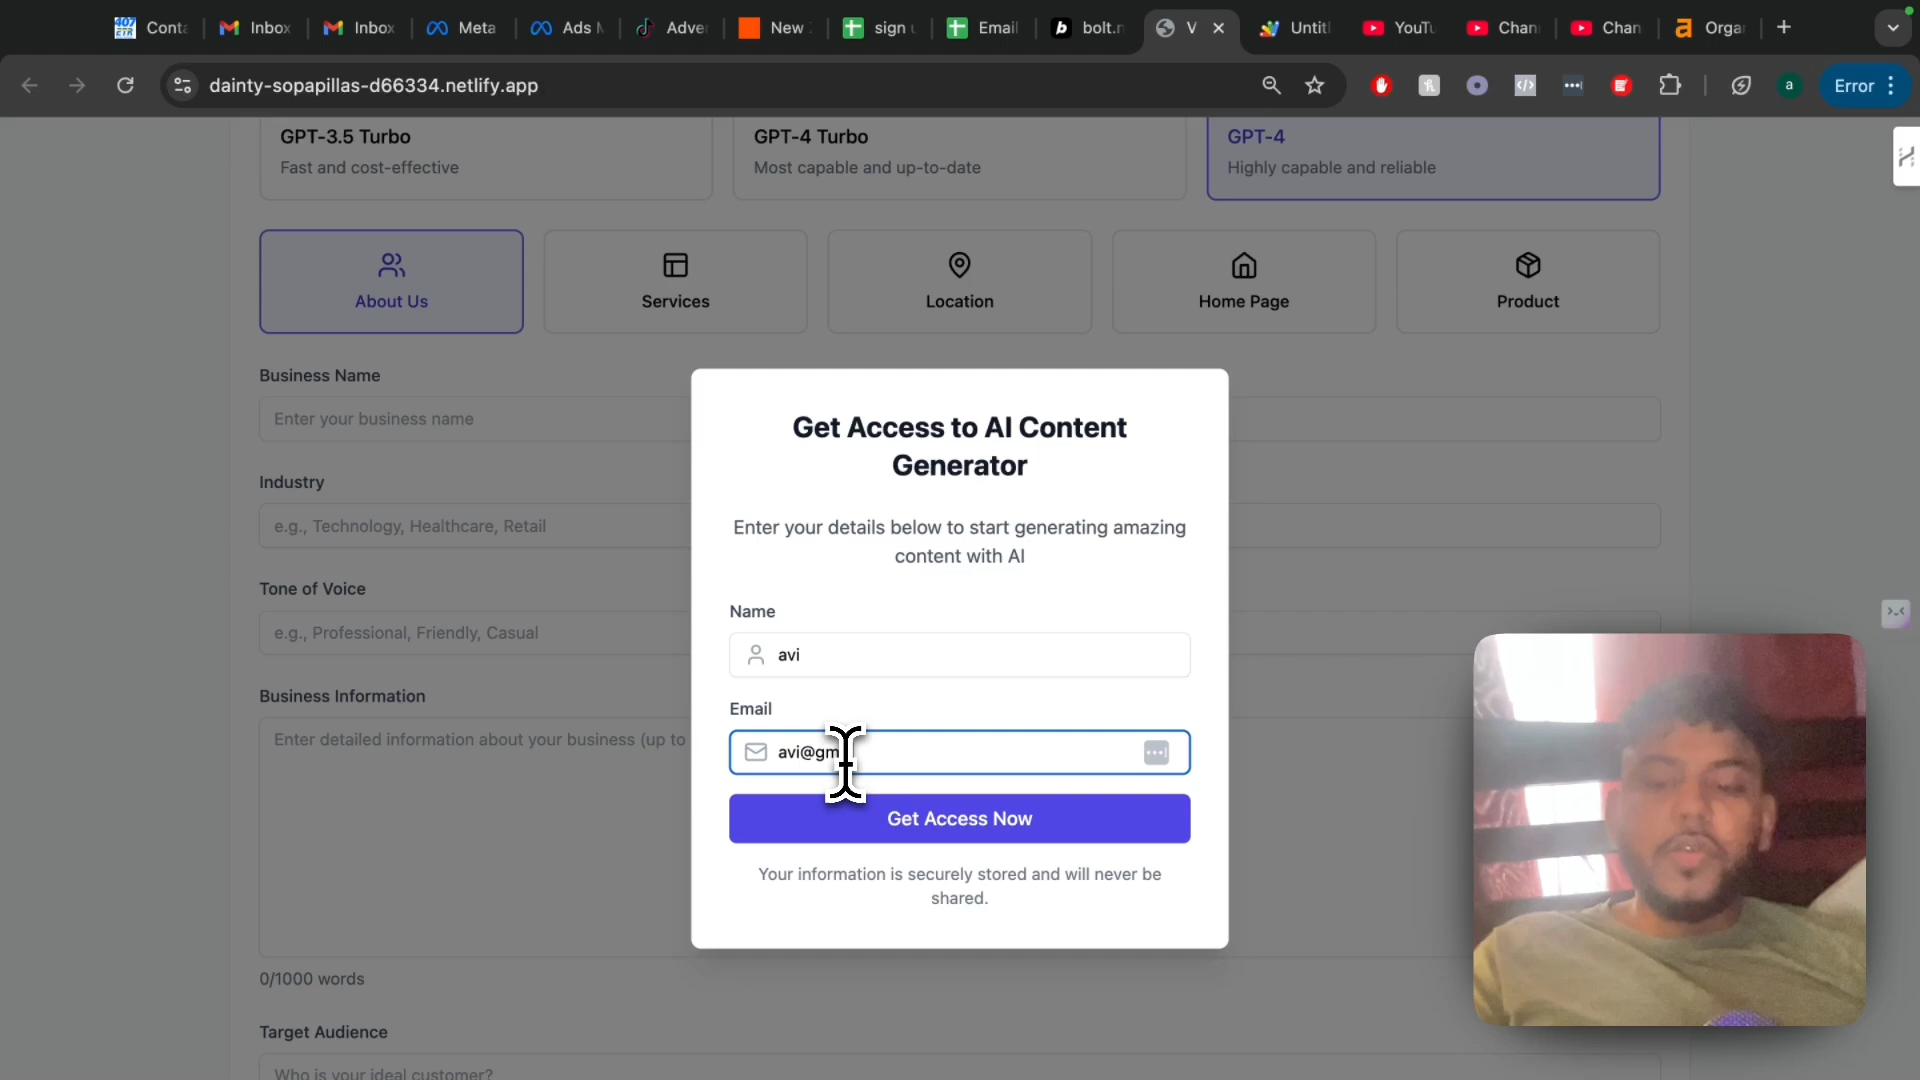 Conta
Inbox
Inbox
Meta
Ads M
Adver
New
sign u
Email
bolt.n
V
Untitl
YouTu
Chan
Chan
Orga
dainty-sopapillas-d66334.netlify.app
a
Error
GPT-3.5 Turbo
Fast and cost-effective
GPT-4 Turbo
Most capable and up-to-date
GPT-4
Highly capable and reliable
About Us
Services
Location
Home Page
Product
Business Name
Enter your business name
Industry
e.g., Technology, Healthcare, Retail
Tone of Voice
e.g., Professional, Friendly, Casual
Business Information
Enter detailed information about your business (up to
0/1000 words
Target Audience
Who is your ideal customer?
Get Access to AI Content
Generator
Enter your details below to start generating amazing
content with AI
Name
avi
Email
avi@gm
Get Access Now
Your information is securely stored and will never be
shared.